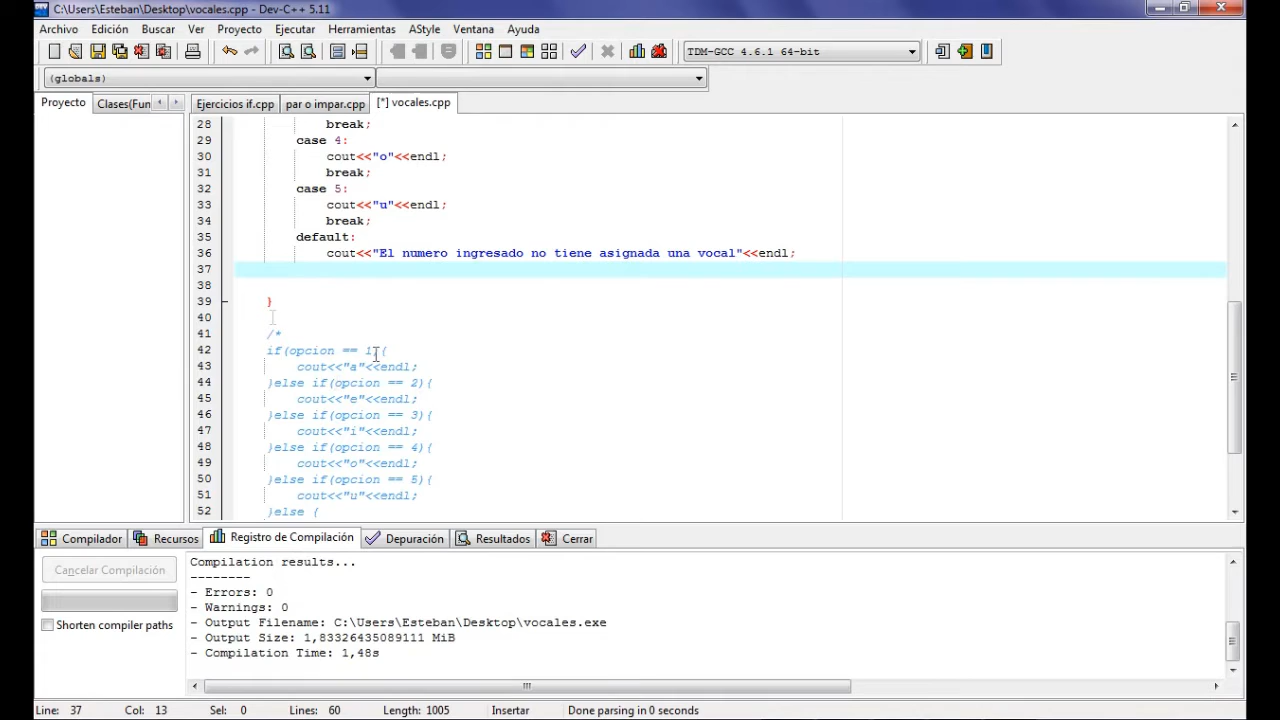 C:\Users\Esteban\Desktop\vocales.cpp - Dev-C++ 5.11
Archivo Edición Buscar Ver Proyecto Ejecutar Herramientas AStyle Ventana Ayuda
TDM-GCC 4.6.1 64-bit
(globals)
Proyecto Clases(Fun Ejercicios if.cpp par o impar.cpp [*] vocales.cpp
28 break;
29 case 4:
30 cout<<"o"<<endl;
31 break;
32 case 5:
33 cout<<"u"<<endl;
34 break;
35 default:
36 cout<<"El numero ingresado no tiene asignada una vocal"<<endl;
37
38
39 }
40
41 /*
42 if(opcion == 1){
43 cout<<"a"<<endl;
44 }else if(opcion == 2){
45 cout<<"e"<<endl;
46 }else if(opcion == 3){
47 cout<<"i"<<endl;
48 }else if(opcion == 4){
49 cout<<"o"<<endl;
50 }else if(opcion == 5){
51 cout<<"u"<<endl;
52 }else {
Compilador Recursos Registro de Compilación Depuración Resultados Cerrar
Cancelar Compilación
Shorten compiler paths
Compilation results...
--------
- Errors: 0
- Warnings: 0
- Output Filename: C:\Users\Esteban\Desktop\vocales.exe
- Output Size: 1,83326435089111 MiB
- Compilation Time: 1,48s
Line: 37 Col: 13 Sel: 0 Lines: 60 Length: 1005 Insertar Done parsing in 0 seconds